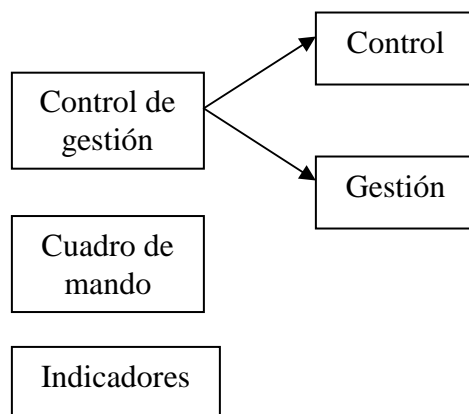 Control
Control de
gestión
Gestión
Cuadro de
mando
Indicadores